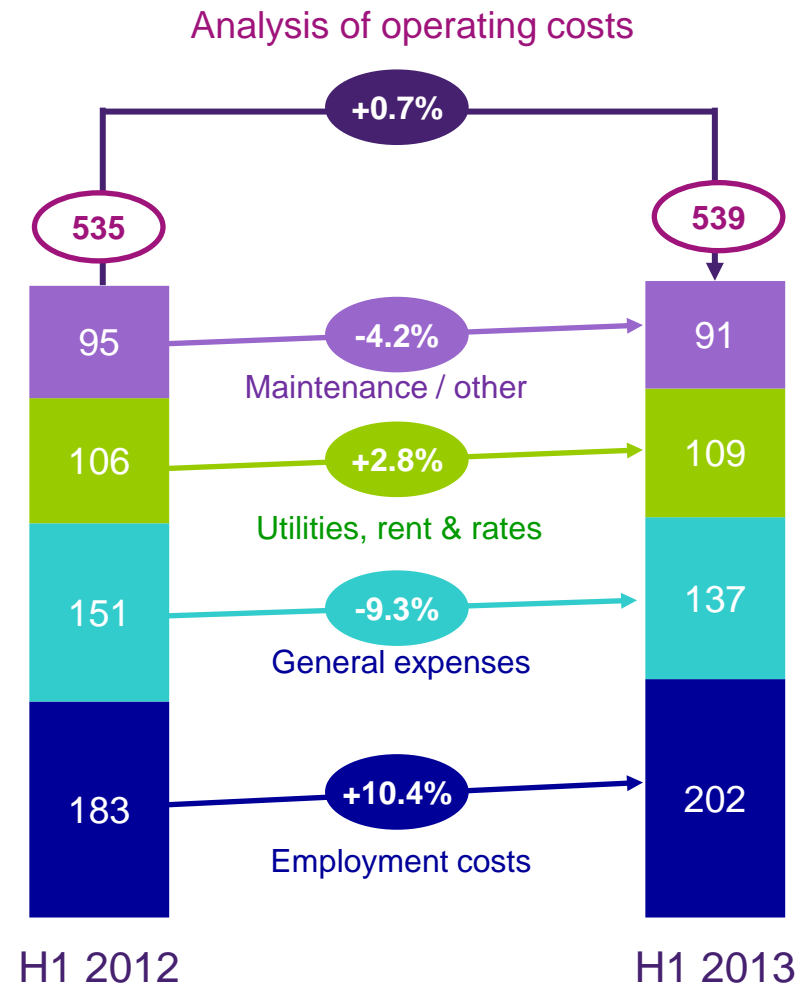 Analysis of operating costs
+0.7%
535
539
95
-4.2%
91
Maintenance / other
106
+2.8%
109
Utilities, rent & rates
151
-9.3%
137
General expenses
183
+10.4%
202
Employment costs
H1 2012
H1 2013